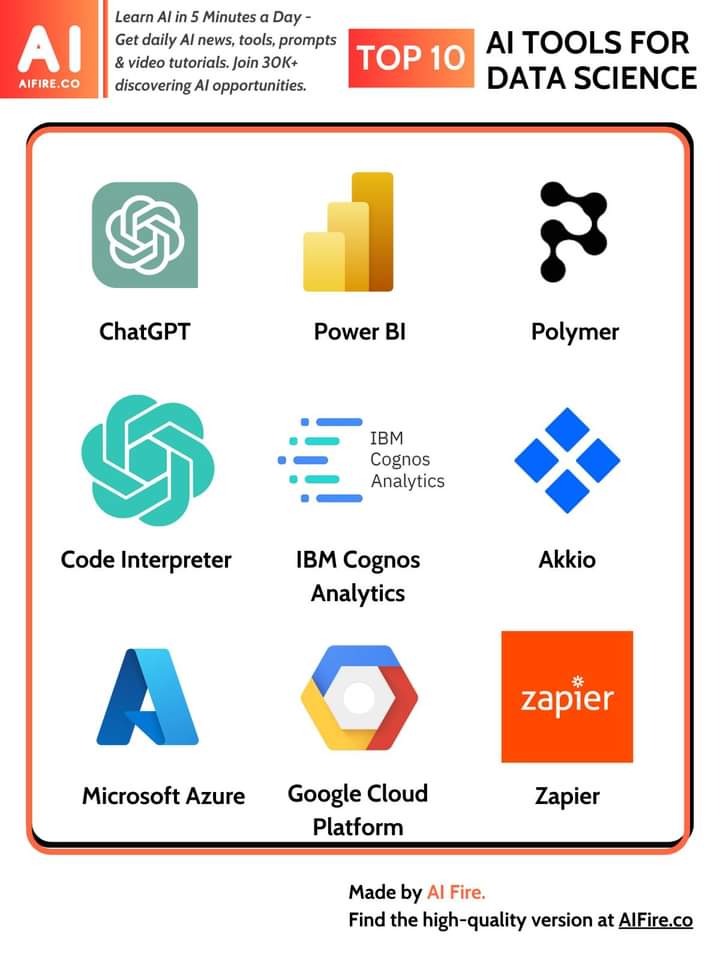 AI
AIFIRE.CO
Learn AI in 5 Minutes a Day -
Get daily AI news, tools, prompts
& video tutorials. Join 30K+
discovering AI opportunities.
TOP 10
AI TOOLS FOR
DATA SCIENCE
ChatGPT
Power BI
Polymer
IBM
Cognos
Analytics
Code Interpreter
IBM Cognos
Analytics
Akkio
zapier
Microsoft Azure
Google Cloud
Platform
Zapier
Made by AI Fire.
Find the high-quality version at AIFire.co